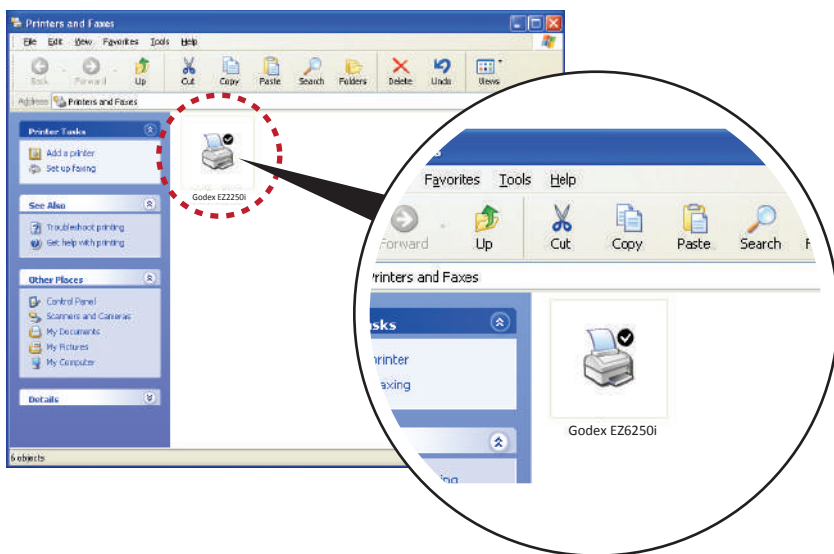 Printers and Faxes
File Edit View Favorites Tools Help
Back Forward Up Cut Copy Paste Search Folders Delete Undo Views
Address Printers and Faxes
Printer Tasks
Add a printer
Set up faxing
See Also
Troubleshoot printing
Get help with printing
Other Places
Control Panel
Scanners and Cameras
My Documents
My Pictures
My Computer
Details
6 objects
Godex EZ2250i
Favorites Tools Help
Forward Up Cut Copy Paste Search F
Printers and Faxes
sks
printer
axing
Godex EZ6250i